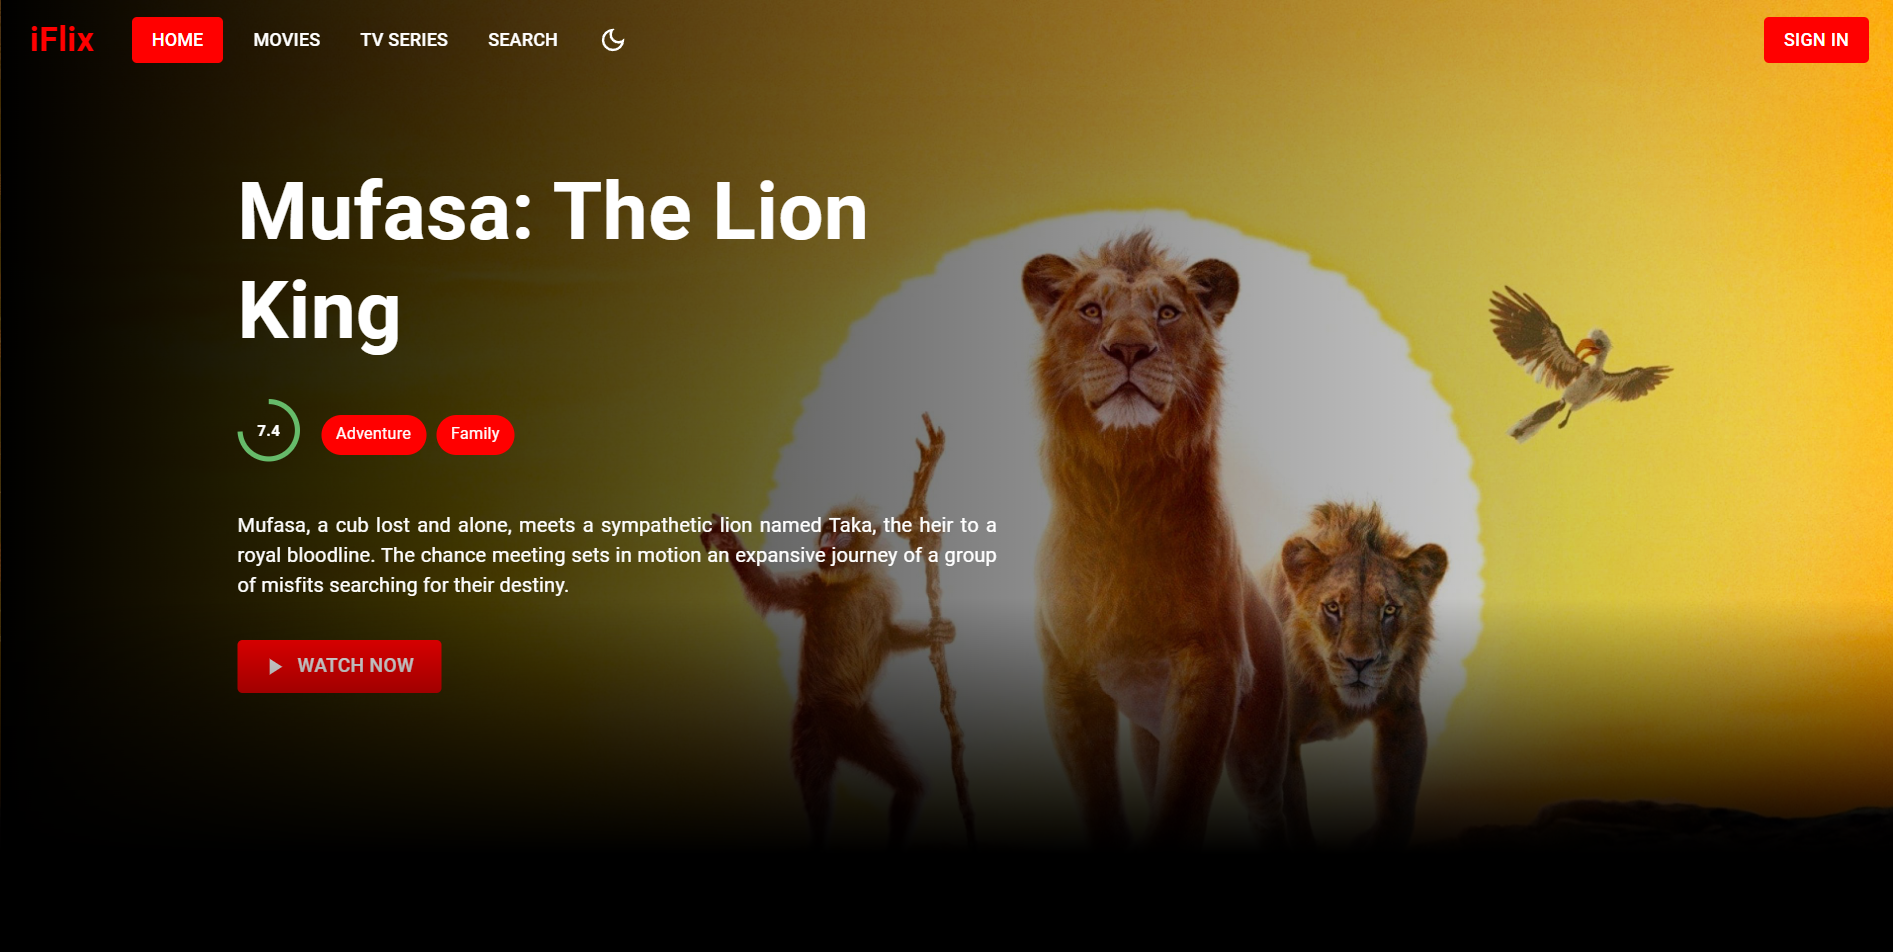 iFlix
HOME
MOVIES
TV SERIES
SEARCH
SIGN IN
Mufasa: The Lion
King
7.4
Adventure
Family
Mufasa, a cub lost and alone, meets a sympathetic lion named Taka, the heir to a
royal bloodline. The chance meeting sets in motion an expansive journey of a group
of misfits searching for their destiny.
WATCH NOW